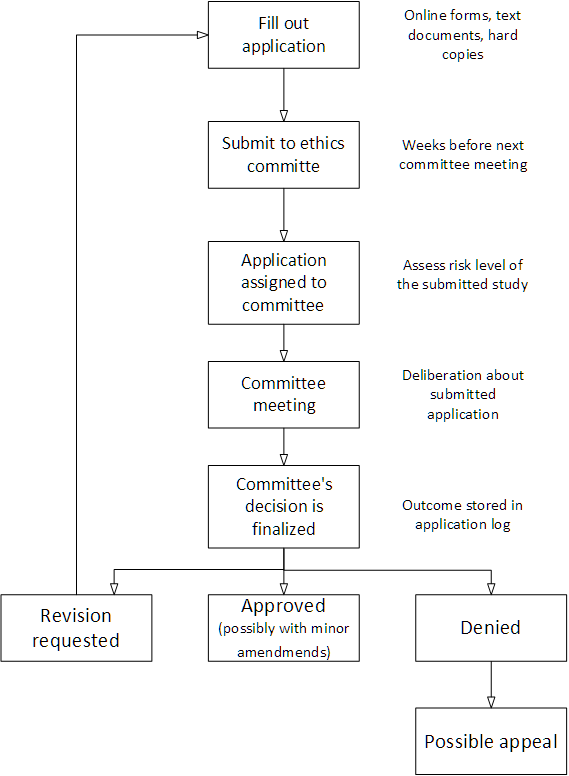 Fill out
application
Online forms, text
documents, hard
copies
Submit to ethics
committe
Weeks before next
committee meeting
Application
assigned to
committee
Assess risk level of
the submitted study
Committee
meeting
Deliberation about
submitted
application
Committee's
decision is
finalized
Outcome stored in
application log
Revision
requested
Approved
(possibly with minor
amendmends)
Denied
Possible appeal